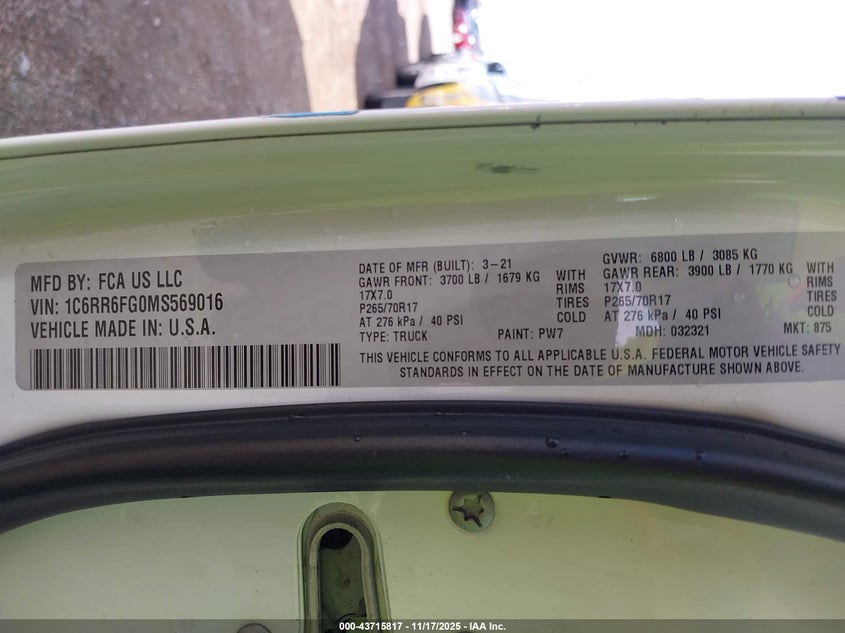 MFD BY: FCA US LLC
VIN: 1C6RR6FG0MS569016
VEHICLE MADE IN: U.S.A.
DATE OF MFR (BUILT): 3-21
GAWR FRONT: 3700 LB / 1679 KG WITH
17X7.0 RIMS
P265/70R17 TIRES
AT 276 kPa / 40 PSI COLD
TYPE: TRUCK PAINT: PW7
GVWR: 6800 LB / 3085 KG
GAWR REAR: 3900 LB / 1770 KG WITH
17X7.0 RIMS
P265/70R17 TIRES
AT 276 kPa / 40 PSI COLD
MDH: 032321 MKT: 875
THIS VEHICLE CONFORMS TO ALL APPLICABLE U.S.A. FEDERAL MOTOR VEHICLE SAFETY
STANDARDS IN EFFECT ON THE DATE OF MANUFACTURE SHOWN ABOVE.
000-43715817 - 11/17/2025 - IAA Inc.